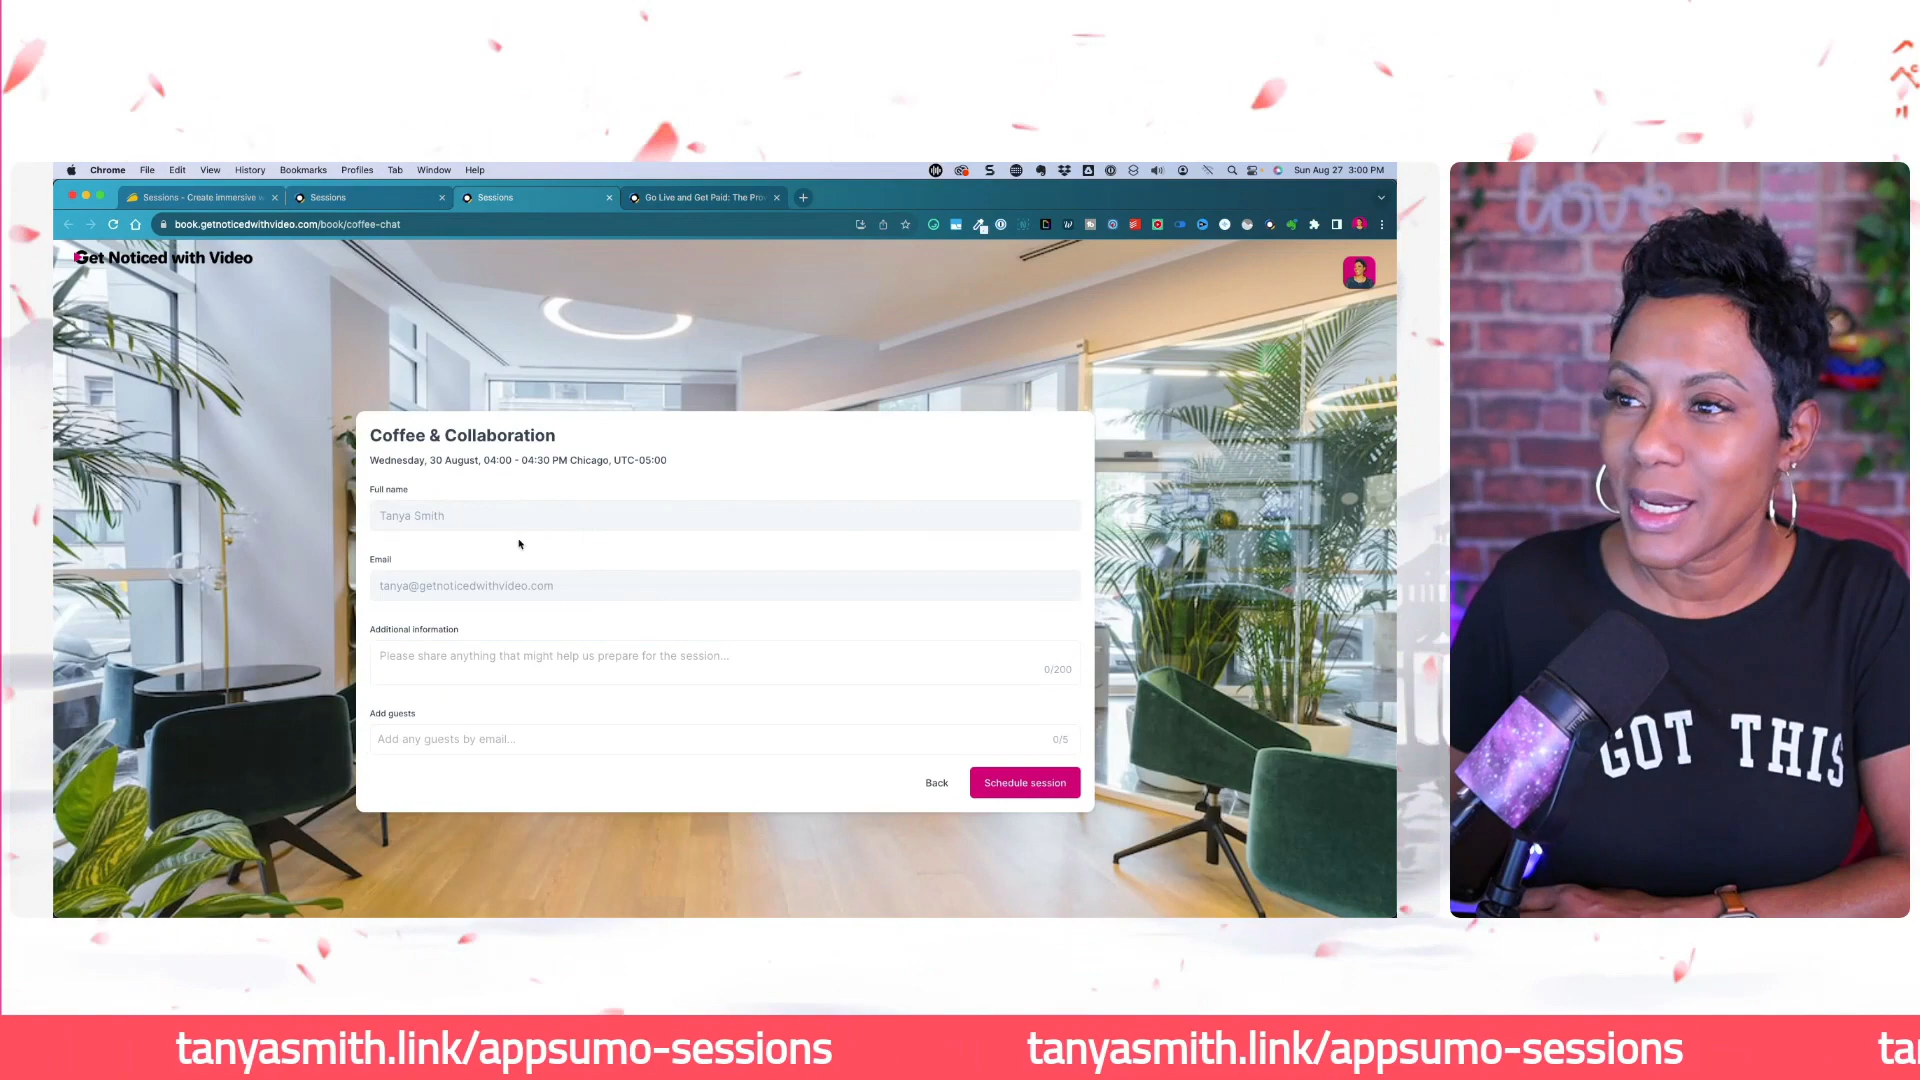 Chrome File Edit View History Bookmarks Profiles Tab Window Help
Sun Aug 27 3:00 PM
Sessions - Create immersive
Sessions
Sessions
Go Live and Get Paid: The Pro
book.getnoticedwithvideo.com/book/coffee-chat
Get Noticed with Video
Coffee & Collaboration
Wednesday, 30 August, 04:00 - 04:30 PM Chicago, UTC-05:00
Full name
Tanya Smith
Email
tanya@getnoticedwithvideo.com
Additional information
Please share anything that might help us prepare for the session...
0/200
Add guests
Add any guests by email...
0/5
Back
Schedule session
love
GOT THIS
tanyasmith.link/appsumo-sessions
tanyasmith.link/appsumo-sessions